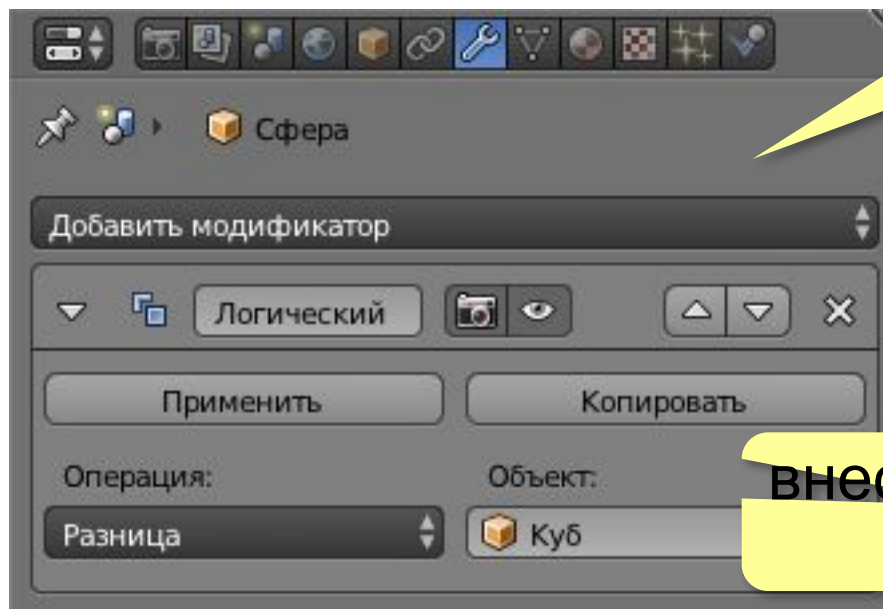 Сфера
Добавить модификатор
Логический
Применить Копировать
Операция: Объект:
Разница Куб